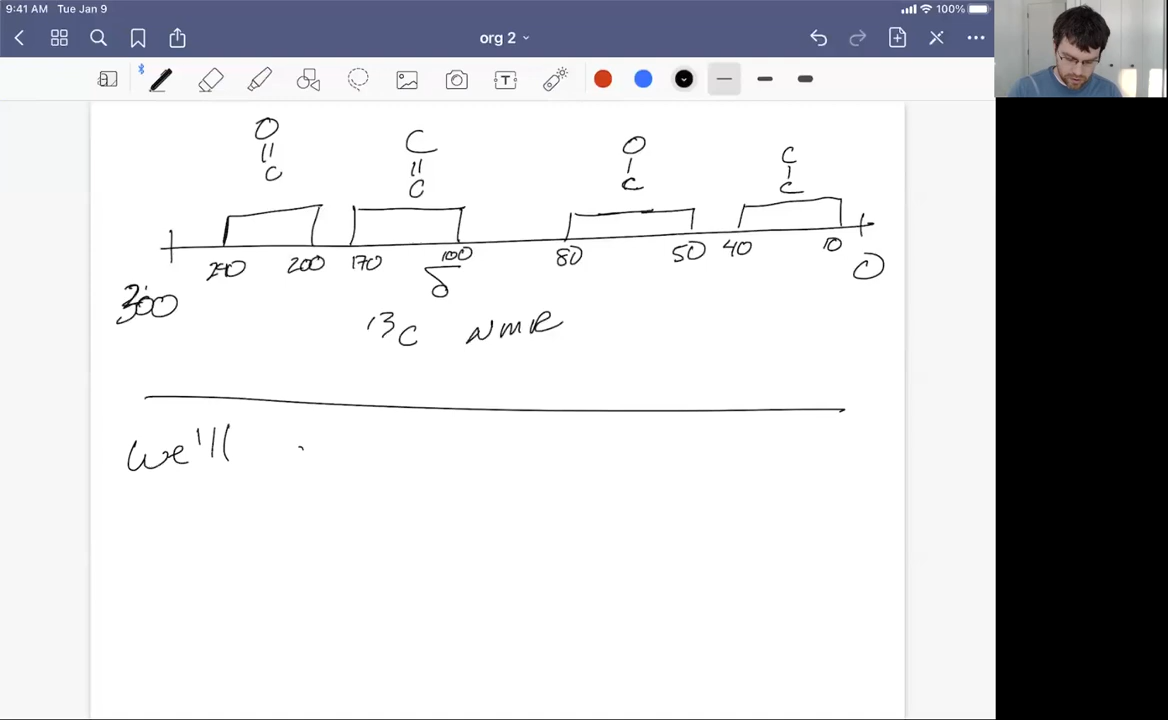 9:41 AM Tue Jan 9
100%
org 2
T
O C O C
C C C C
200 170 100 80 50 40 10
300 δ 0
13C NMR
We'll